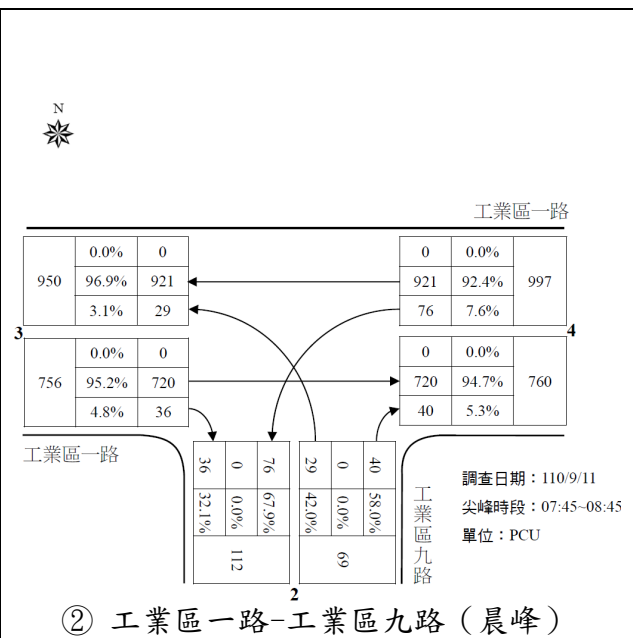 N
工業區一路
0.0% 0
950 96.9% 921
3.1% 29
3
0 0.0%
921 92.4% 997
76 7.6%
4
0.0% 0
756 95.2% 720
4.8% 36
0 0.0%
720 94.7% 760
40 5.3%
工業區一路
36 0 76
32.1% 0.0% 67.9%
112
29 0 40
42.0% 0.0% 58.0%
69
2
工業區九路
調查日期：110/9/11
尖峰時段：07:45~08:45
單位：PCU
② 工業區一路-工業區九路（晨峰）